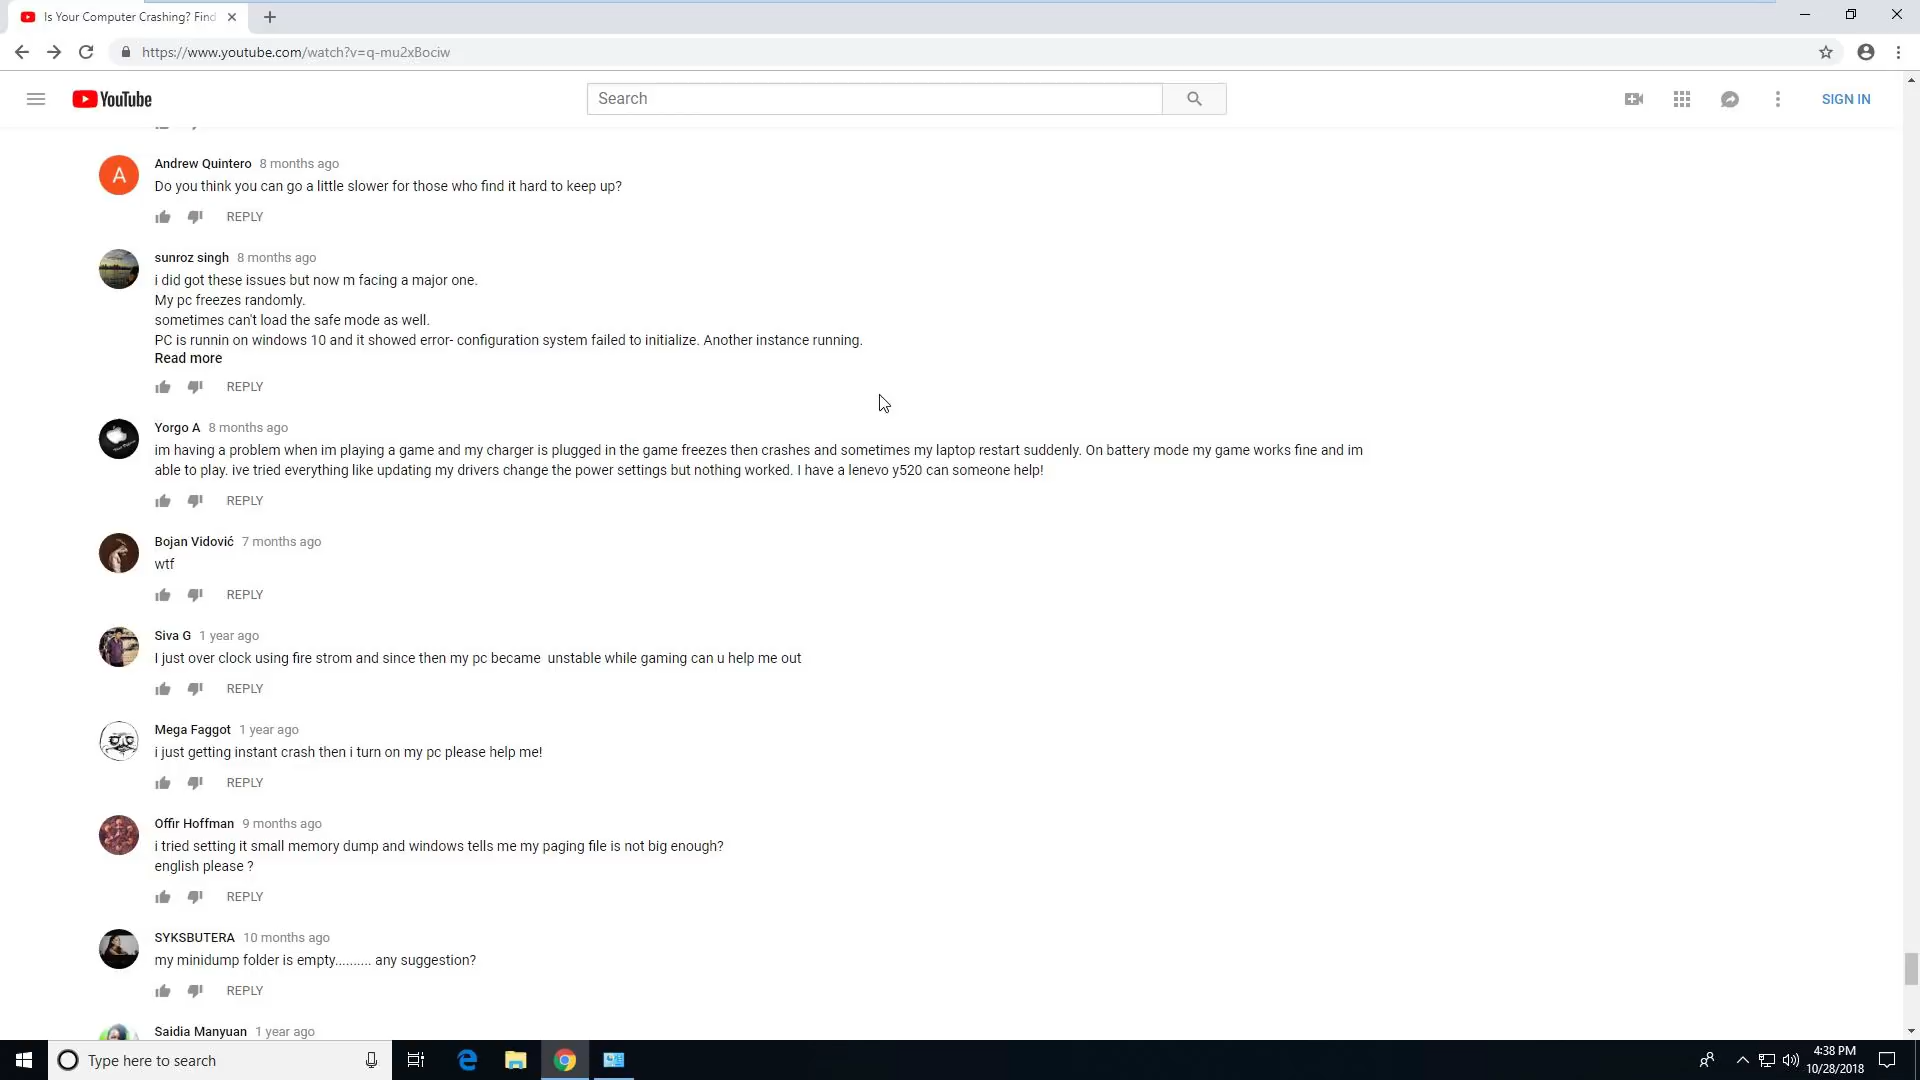 Is Your Computer Crashing? Find
https://www.youtube.com/watch?v=q-mu2xBociw
YouTube
Search
SIGN IN
Andrew Quintero 8 months ago
Do you think you can go a little slower for those who find it hard to keep up?
REPLY
sunroz singh 8 months ago
i did got these issues but now m facing a major one.
My pc freezes randomly.
sometimes can't load the safe mode as well.
PC is runnin on windows 10 and it showed error- configuration system failed to initialize. Another instance running.
Read more
REPLY
Yorgo A 8 months ago
im having a problem when im playing a game and my charger is plugged in the game freezes then crashes and sometimes my laptop restart suddenly. On battery mode my game works fine and im
able to play. ive tried everything like updating my drivers change the power settings but nothing worked. I have a lenevo y520 can someone help!
REPLY
Bojan Vidović 7 months ago
wtf
REPLY
Siva G 1 year ago
I just over clock using fire strom and since then my pc became  unstable while gaming can u help me out
REPLY
Mega Faggot 1 year ago
i just getting instant crash then i turn on my pc please help me!
REPLY
Offir Hoffman 9 months ago
i tried setting it small memory dump and windows tells me my paging file is not big enough?
english please ?
REPLY
SYKSBUTERA 10 months ago
my minidump folder is empty.......... any suggestion?
REPLY
Saidia Manyuan 1 year ago
Type here to search
4:38 PM
10/28/2018